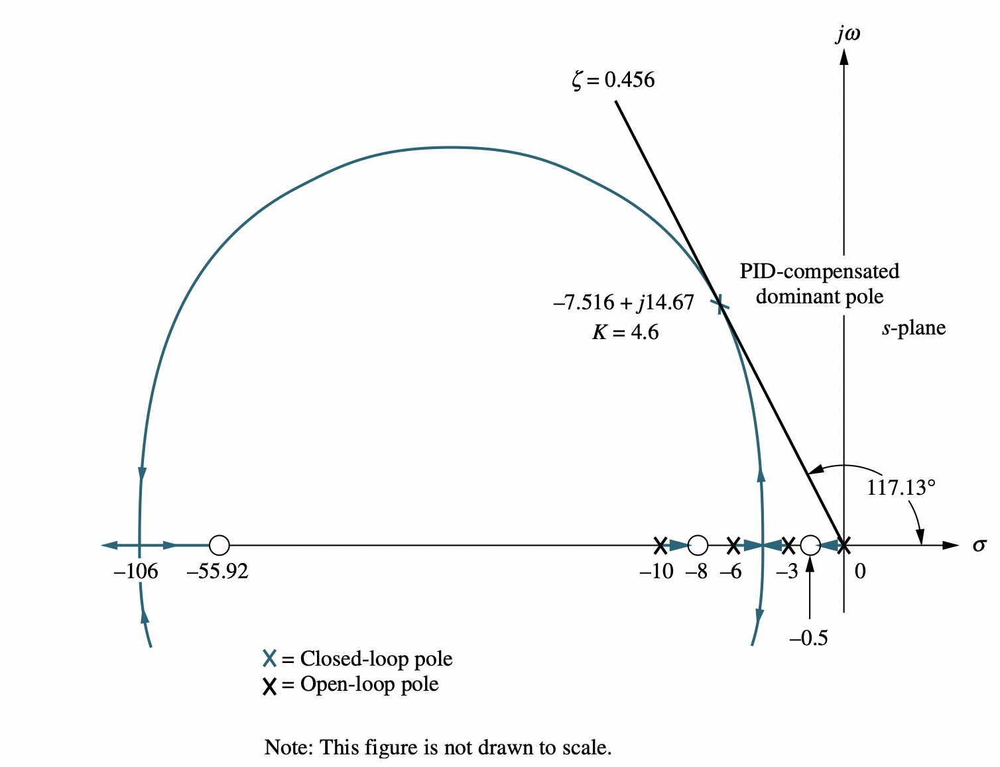 jω
ζ = 0.456
PID-compensated
dominant pole
–7.516 + j14.67
K = 4.6
s-plane
117.13°
σ
–106
–55.92
–10
–8
–6
–3
0
–0.5
X = Closed-loop pole
X = Open-loop pole
Note: This figure is not drawn to scale.